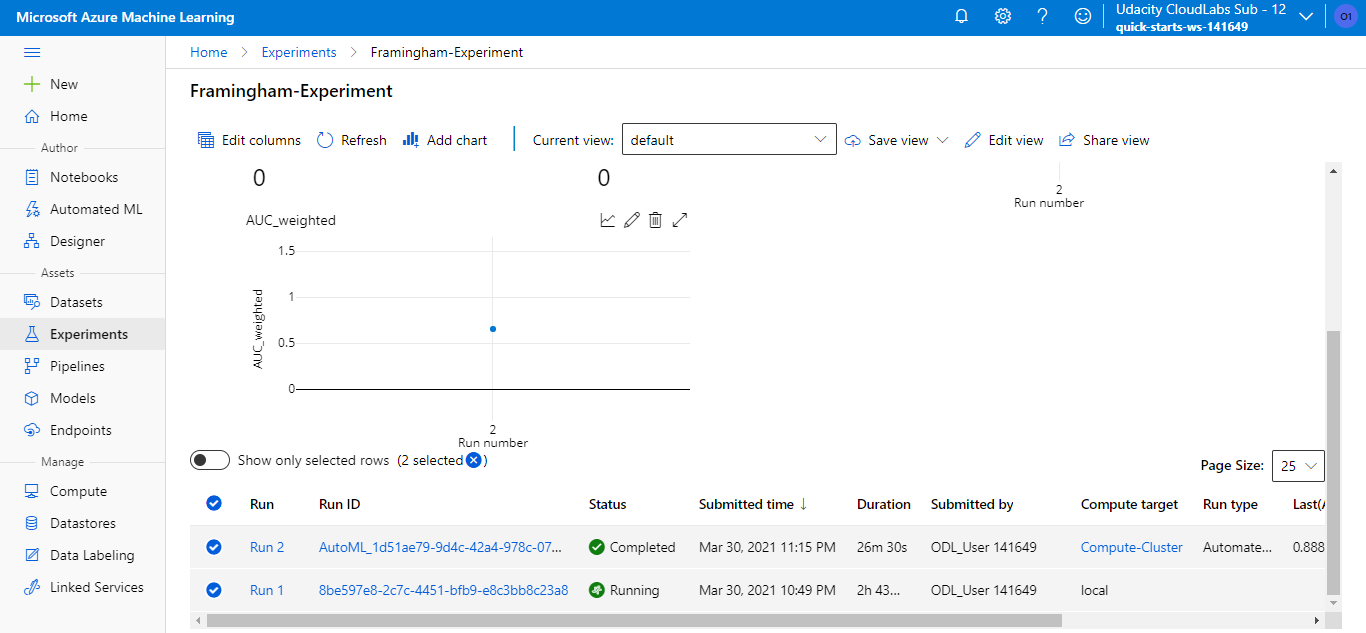 Microsoft Azure Machine Learning
Udacity CloudLabs Sub - 12
quick-starts-ws-141649
O1
Home > Experiments > Framingham-Experiment
New
Home
Author
Notebooks
Automated ML
Designer
Assets
Datasets
Experiments
Pipelines
Models
Endpoints
Manage
Compute
Datastores
Data Labeling
Linked Services
Framingham-Experiment
Edit columns Refresh Add chart Current view: default Save view Edit view Share view
0 0
2
Run number
AUC_weighted
AUC_weighted
1.5
1
0.5
0
2
Run number
Show only selected rows (2 selected )
Page Size: 25
Run Run ID Status Submitted time ↓ Duration Submitted by Compute target Run type Last(
Run 2 AutoML_1d51ae79-9d4c-42a4-978c-07... Completed Mar 30, 2021 11:15 PM 26m 30s ODL_User 141649 Compute-Cluster Automate... 0.888
Run 1 8be597e8-2c7c-4451-bfb9-e8c3bb8c23a8 Running Mar 30, 2021 10:49 PM 2h 43... ODL_User 141649 local